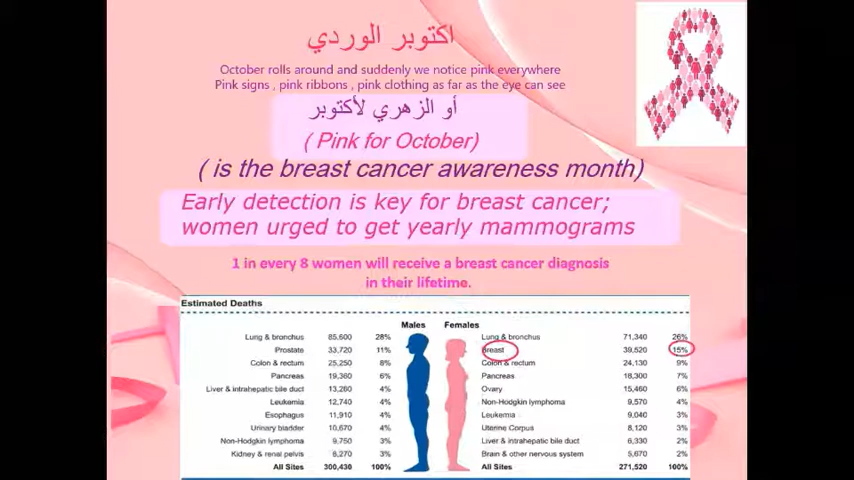 اكتوبر الوردي
October rolls around and suddenly we notice pink everywhere
Pink signs , pink ribbons , pink clothing as far as the eye can see
أو الزهري لأكتوبر
( Pink for October)
( is the breast cancer awareness month)
Early detection is key for breast cancer;
women urged to get yearly mammograms
1 in every 8 women will receive a breast cancer diagnosis
in their lifetime.
Estimated Deaths
Males Females
Lung & bronchus 85,600 28% Lung & bronchus 71,340 26%
Prostate 33,720 11% Breast 39,520 15%
Colon & rectum 25,250 8% Colon & rectum 24,130 9%
Pancreas 19,360 6% Pancreas 18,300 7%
Liver & intrahepatic bile duct 13,260 4% Ovary 15,460 6%
Leukemia 12,740 4% Non-Hodgkin lymphoma 9,570 4%
Esophagus 11,910 4% Leukemia 9,040 3%
Urinary bladder 10,670 4% Uterine Corpus 8,120 3%
Non-Hodgkin lymphoma 9,750 3% Liver & intrahepatic bile duct 6,330 2%
Kidney & renal pelvis 8,270 3% Brain & other nervous system 5,670 2%
All Sites 300,430 100% All Sites 271,520 100%